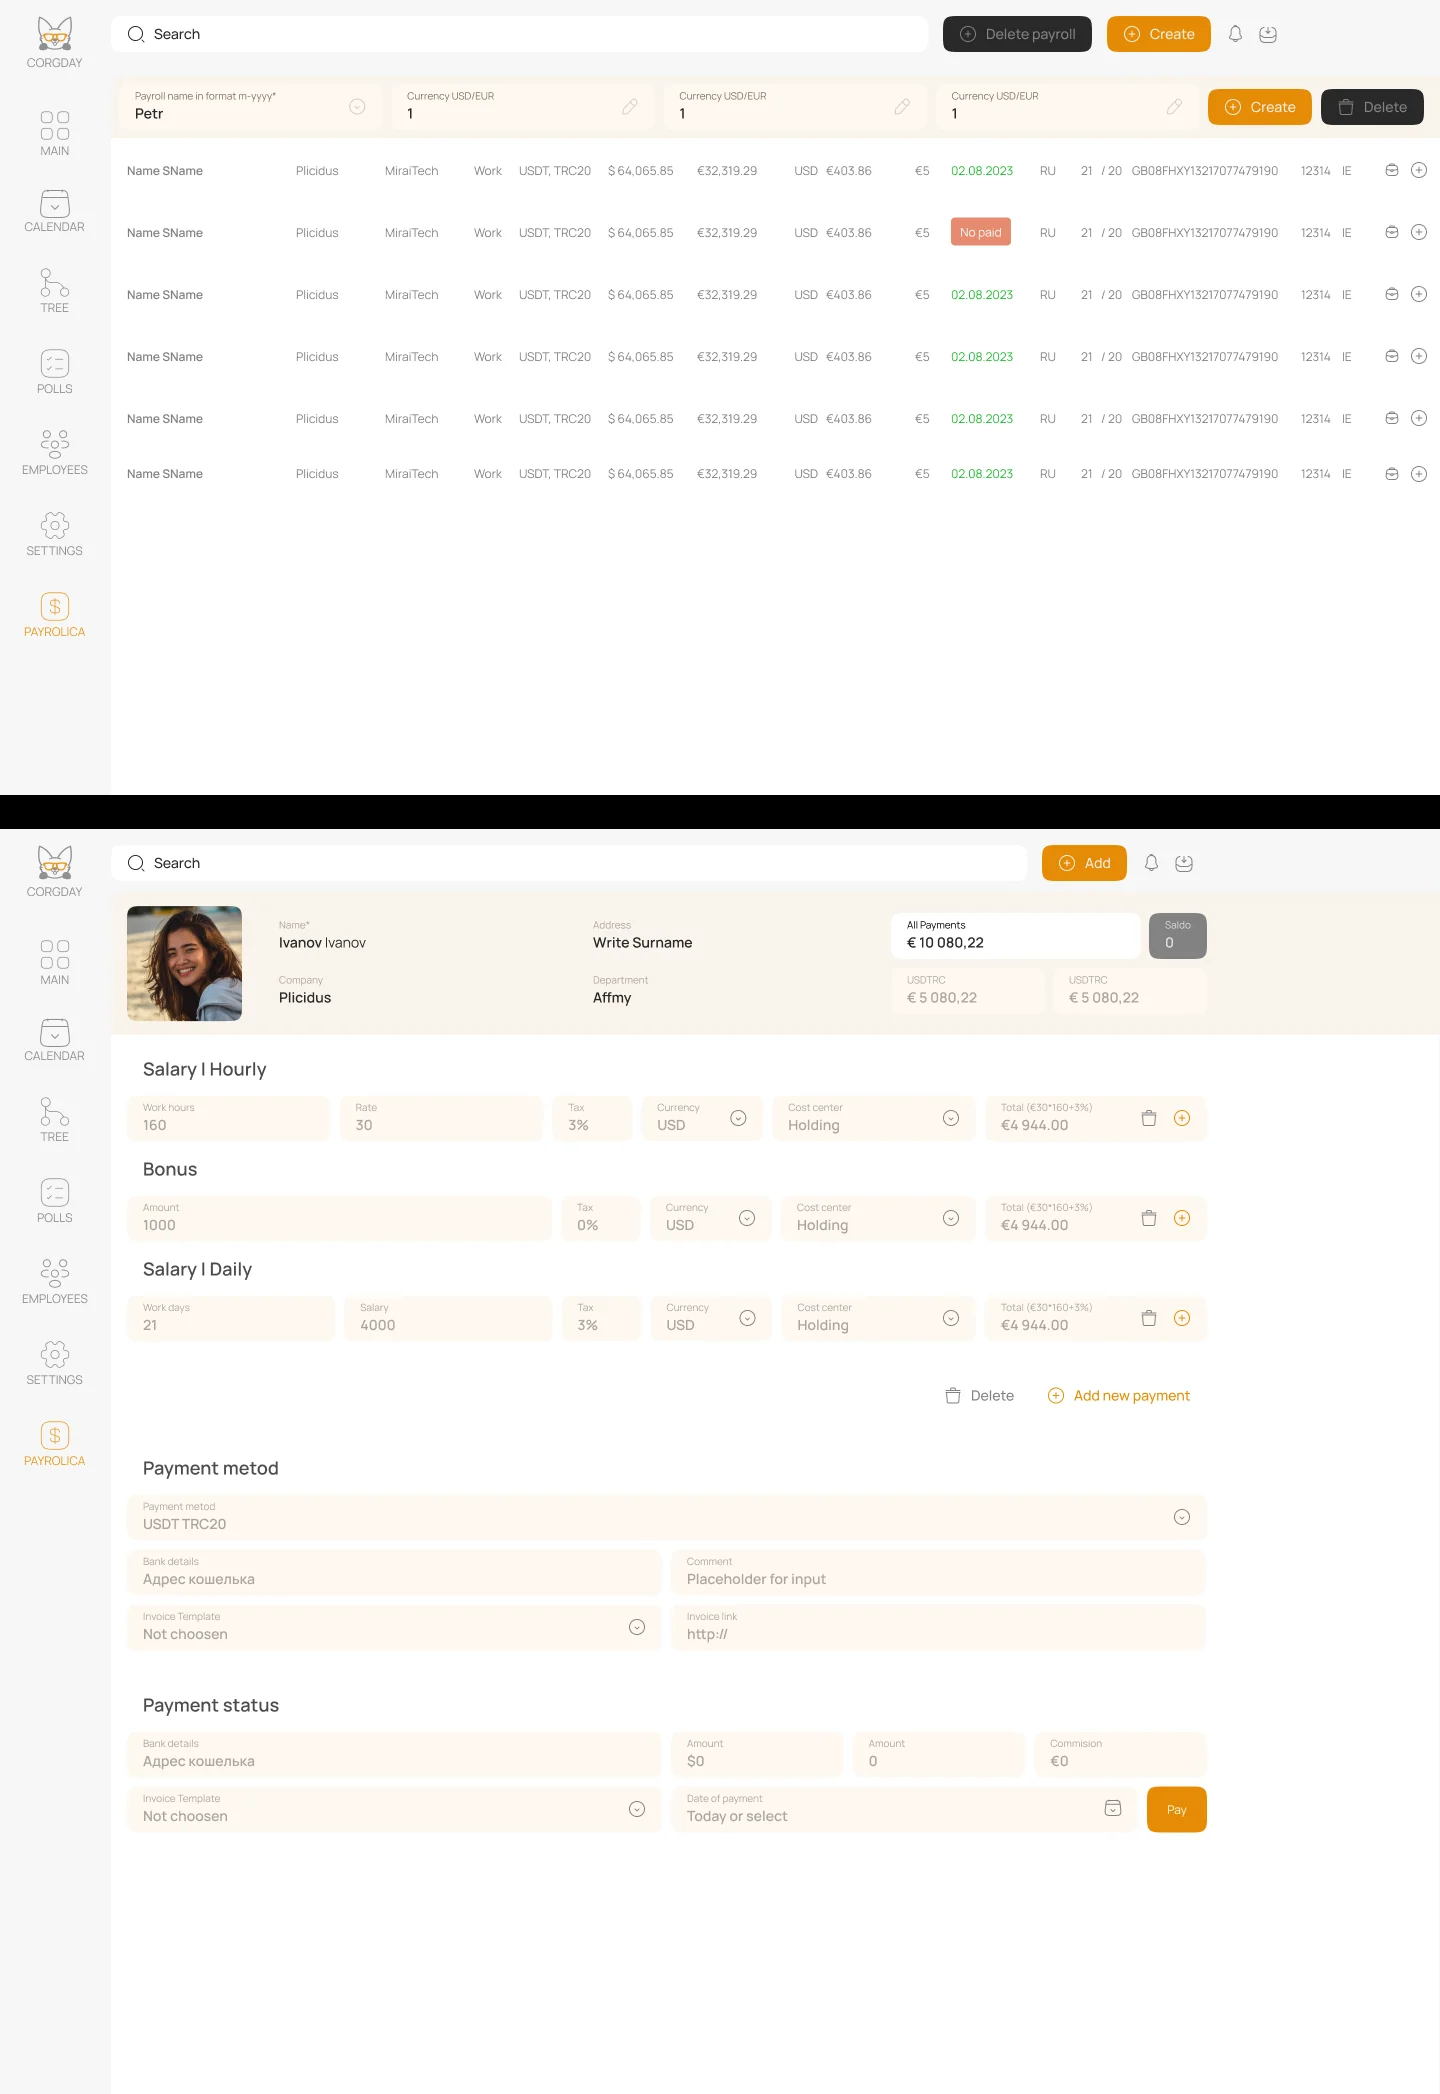 CORGDAY
Search
Delete payroll
Create
Payroll name in format m-yyyy*
Petr
Currency USD/EUR
1
Currency USD/EUR
1
Currency USD/EUR
1
Create
Delete
MAIN
CALENDAR
TREE
POLLS
EMPLOYEES
SETTINGS
PAYROLICA
Name SName Plicidus MiraiTech Work USDT, TRC20 $ 64,065.85 €32,319.29 USD €403.86 €5 02.08.2023 RU 21 / 20 GB08FHXY13217077479190 12314 IE
Name SName Plicidus MiraiTech Work USDT, TRC20 $ 64,065.85 €32,319.29 USD €403.86 €5 No paid RU 21 / 20 GB08FHXY13217077479190 12314 IE
Name SName Plicidus MiraiTech Work USDT, TRC20 $ 64,065.85 €32,319.29 USD €403.86 €5 02.08.2023 RU 21 / 20 GB08FHXY13217077479190 12314 IE
Name SName Plicidus MiraiTech Work USDT, TRC20 $ 64,065.85 €32,319.29 USD €403.86 €5 02.08.2023 RU 21 / 20 GB08FHXY13217077479190 12314 IE
Name SName Plicidus MiraiTech Work USDT, TRC20 $ 64,065.85 €32,319.29 USD €403.86 €5 02.08.2023 RU 21 / 20 GB08FHXY13217077479190 12314 IE
Name SName Plicidus MiraiTech Work USDT, TRC20 $ 64,065.85 €32,319.29 USD €403.86 €5 02.08.2023 RU 21 / 20 GB08FHXY13217077479190 12314 IE
CORGDAY
Search
Add
MAIN
CALENDAR
TREE
POLLS
EMPLOYEES
SETTINGS
PAYROLICA
Name*
Ivanov Ivanov
Address
Write Surname
All Payments
€ 10 080,22
Saldo
0
Company
Plicidus
Department
Affmy
USDTRC
€ 5 080,22
USDTRC
€ 5 080,22
Salary | Hourly
Work hours
160
Rate
30
Tax
3%
Currency
USD
Cost center
Holding
Total (€30*160+3%)
€4 944.00
Bonus
Amount
1000
Tax
0%
Currency
USD
Cost center
Holding
Total (€30*160+3%)
€4 944.00
Salary | Daily
Work days
21
Salary
4000
Tax
3%
Currency
USD
Cost center
Holding
Total (€30*160+3%)
€4 944.00
Delete
Add new payment
Payment metod
Payment metod
USDT TRC20
Bank details
Адрес кошелька
Comment
Placeholder for input
Invoice Template
Not choosen
Invoice link
http://
Payment status
Bank details
Адрес кошелька
Amount
$0
Amount
0
Commision
€0
Invoice Template
Not choosen
Date of payment
Today or select
Pay